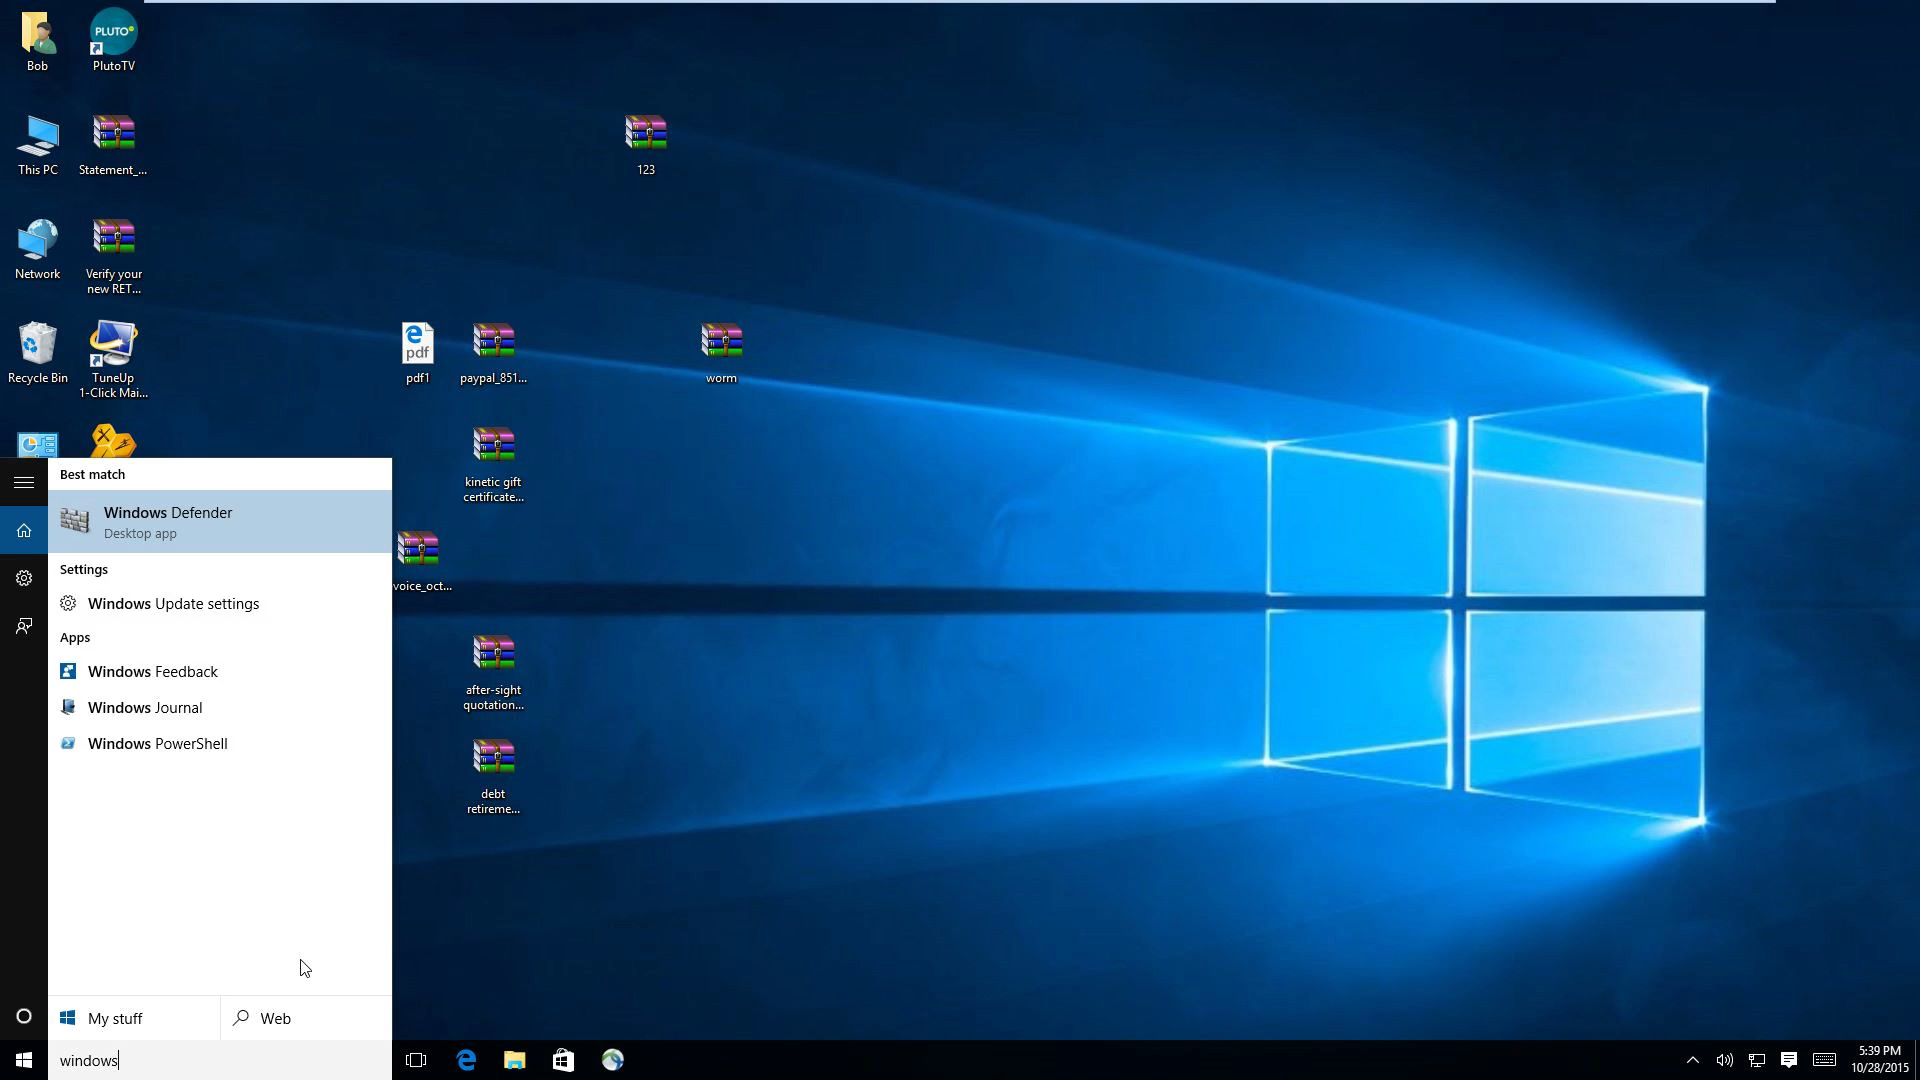 Bob
PLUTO
PlutoTV
This PC
Statement_...
123
Network
Verify your
new RET...
Recycle Bin
TuneUp
1-Click Mai...
pdf
pdf1
paypal_851...
worm
kinetic gift
certificate...
voice_oct...
after-sight
quotation...
debt
retireme...
Best match
Windows Defender
Desktop app
Settings
Windows Update settings
Apps
Windows Feedback
Windows Journal
Windows PowerShell
My stuff
Web
windows
5:39 PM
10/28/2015